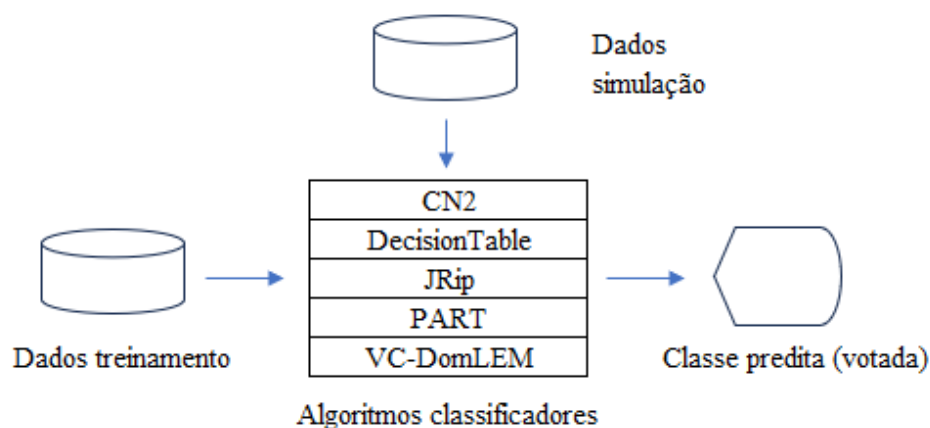 Dados
simulação
CN2
DecisionTable
JRip
PART
VC-DomLEM
Dados treinamento
Classe predita (votada)
Algoritmos classificadores